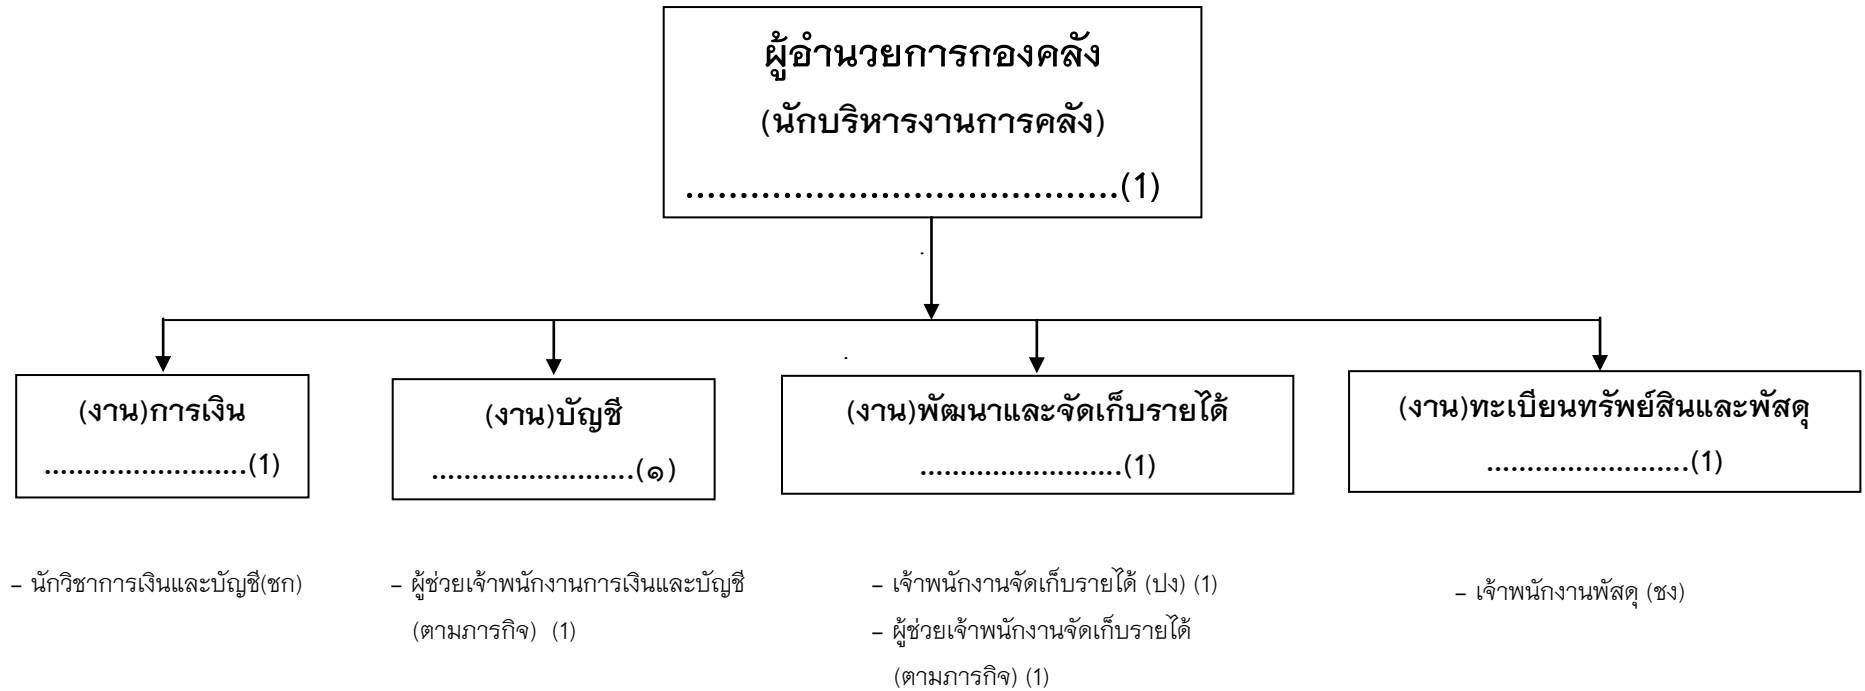 ผู้อำนวยการกองคลัง
(นักบริหารงานการคลัง)
........................................(1)
(งาน)การเงิน
.........................(1)
(งาน)บัญชี
.........................(๑)
(งาน)พัฒนาและจัดเก็บรายได้
.........................(1)
(งาน)ทะเบียนทรัพย์สินและพัสดุ
.........................(1)
– นักวิชาการเงินและบัญชี(ชก)
– ผู้ช่วยเจ้าพนักงานการเงินและบัญชี
(ตามภารกิจ) (1)
– เจ้าพนักงานจัดเก็บรายได้ (ปง) (1)
– ผู้ช่วยเจ้าพนักงานจัดเก็บรายได้
(ตามภารกิจ) (1)
– เจ้าพนักงานพัสดุ (ชง)